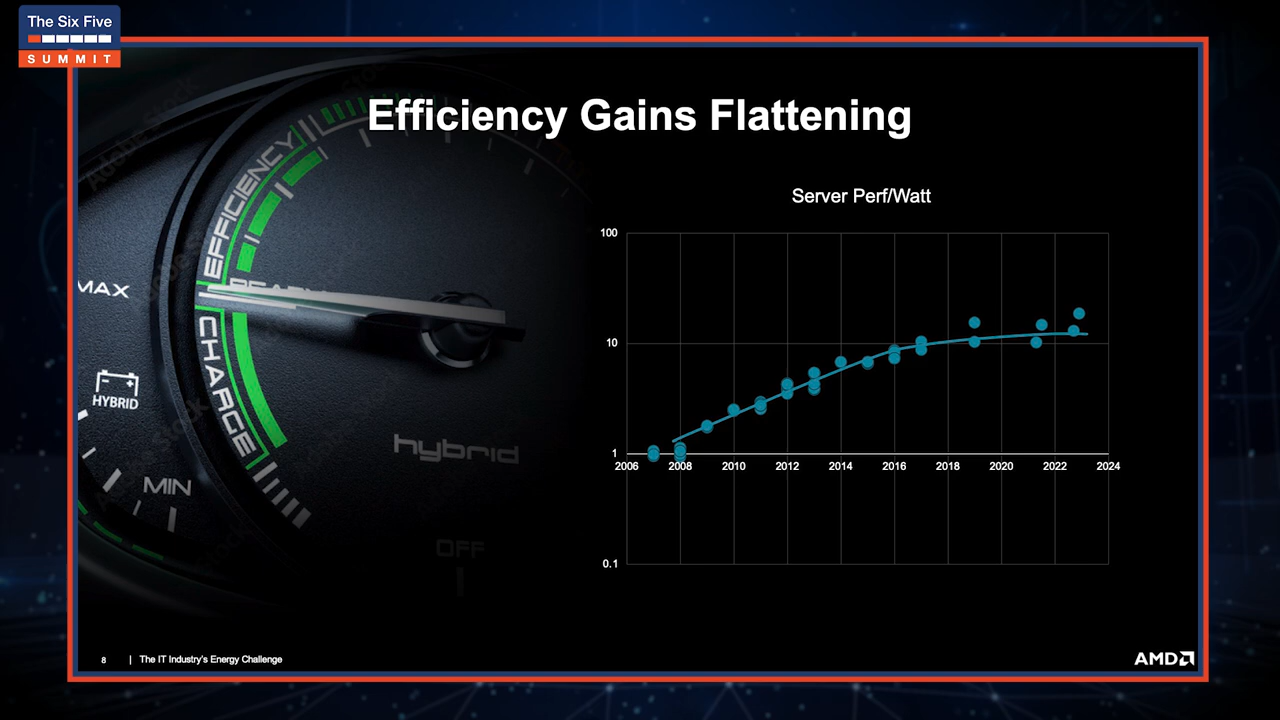 The Six Five
SUMMIT
Efficiency Gains Flattening
EFFICIENCY
MAX
CHARGE
HYBRID
MIN
hybrid
OFF
Server Perf/Watt
100
10
1
0.1
2006 2008 2010 2012 2014 2016 2018 2020 2022 2024
8 | The IT Industry's Energy Challenge
AMD